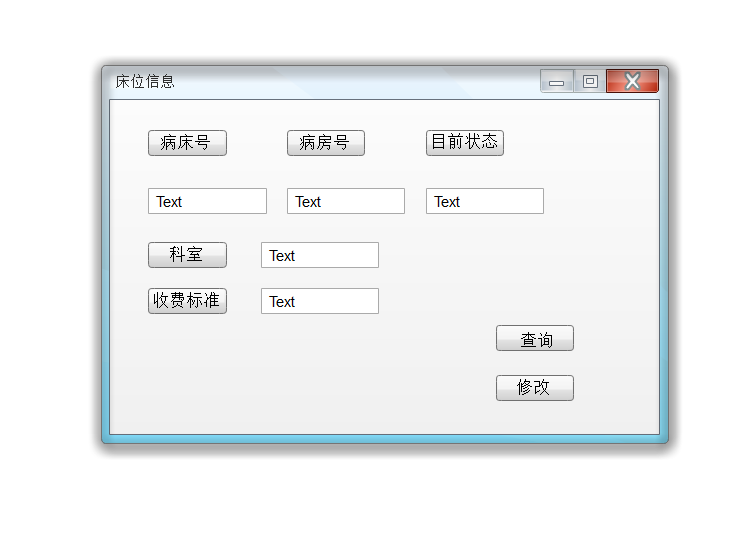 床位信息
病床号 病房号 目前状态
Text Text Text
科室 Text
收费标准 Text
查询
修改